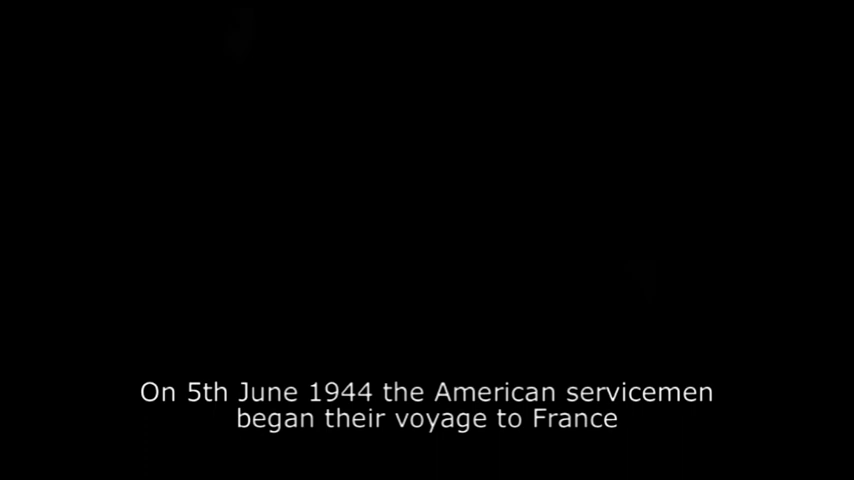 On 5th June 1944 the American servicemen
began their voyage to France